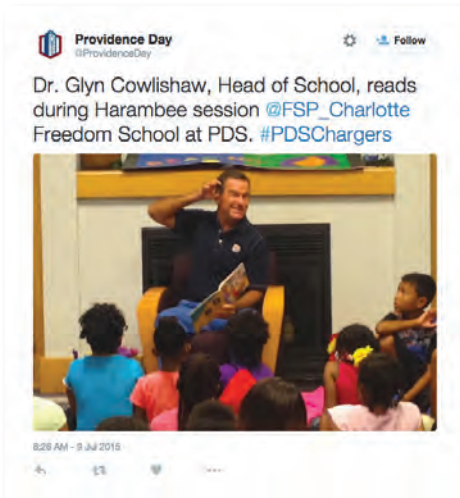 Providence Day
@ProvidenceDay
Follow
Dr. Glyn Cowlishaw, Head of School, reads
during Harambee session @FSP_Charlotte
Freedom School at PDS. #PDSChargers
8:26 AM - 9 Jul 2015